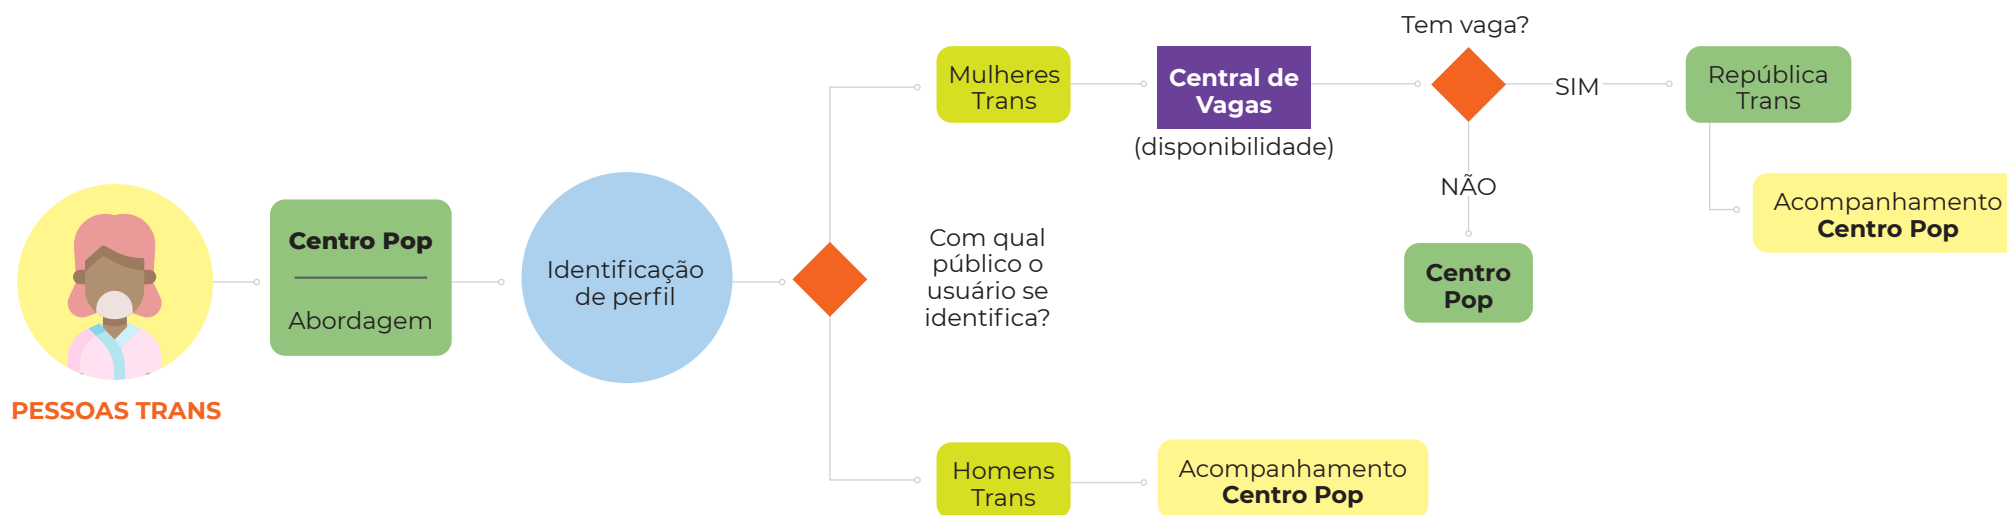 PESSOAS TRANS
Centro Pop
Abordagem
Identificação
de perfil
Com qual
público o
usuário se
identifica?
Mulheres
Trans
Central de
Vagas
(disponibilidade)
Tem vaga?
SIM
República
Trans
Acompanhamento
Centro Pop
NÃO
Centro
Pop
Homens
Trans
Acompanhamento
Centro Pop